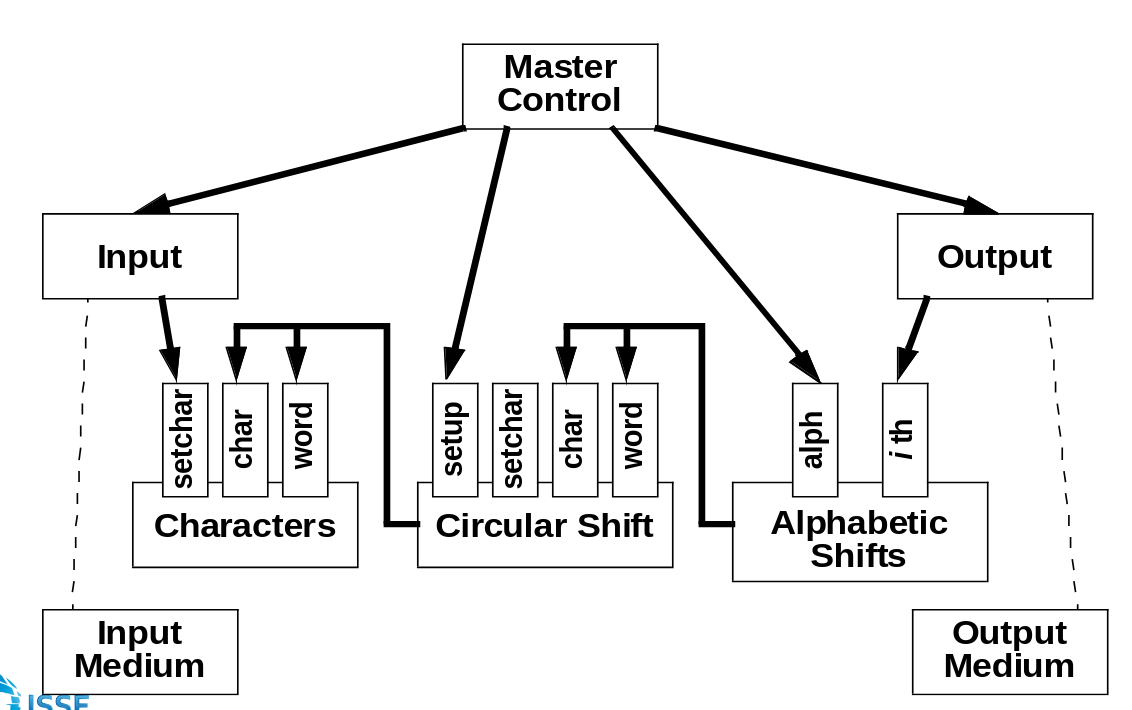 Master
Control
Input
Output
setchar
char
word
setup
setchar
char
word
alph
i th
Characters
Circular Shift
Alphabetic
Shifts
Input
Medium
Output
Medium
ISSE